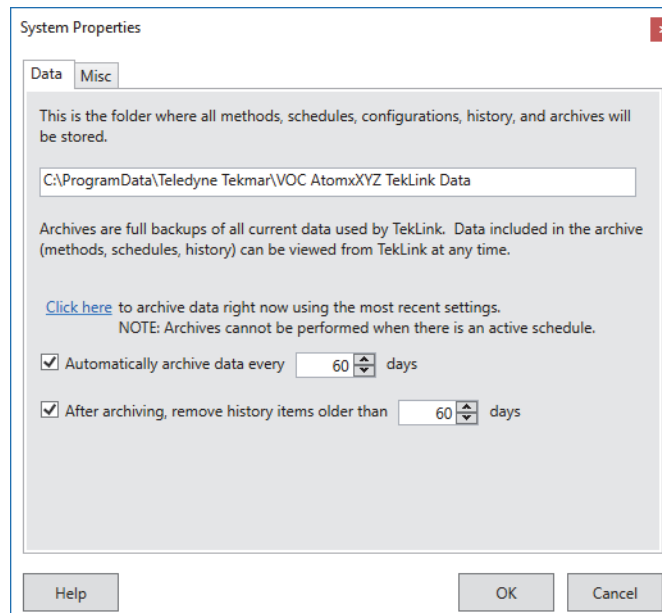 System Properties
Data
Misc
This is the folder where all methods, schedules, configurations, history, and archives will
be stored.
C:\ProgramData\Teledyne Tekmar\VOC AtomxXYZ TekLink Data
Archives are full backups of all current data used by TekLink.  Data included in the archive
(methods, schedules, history) can be viewed from TekLink at any time.
Click here to archive data right now using the most recent settings.
NOTE: Archives cannot be performed when there is an active schedule.
Automatically archive data every 60 days
After archiving, remove history items older than 60 days
Help OK Cancel